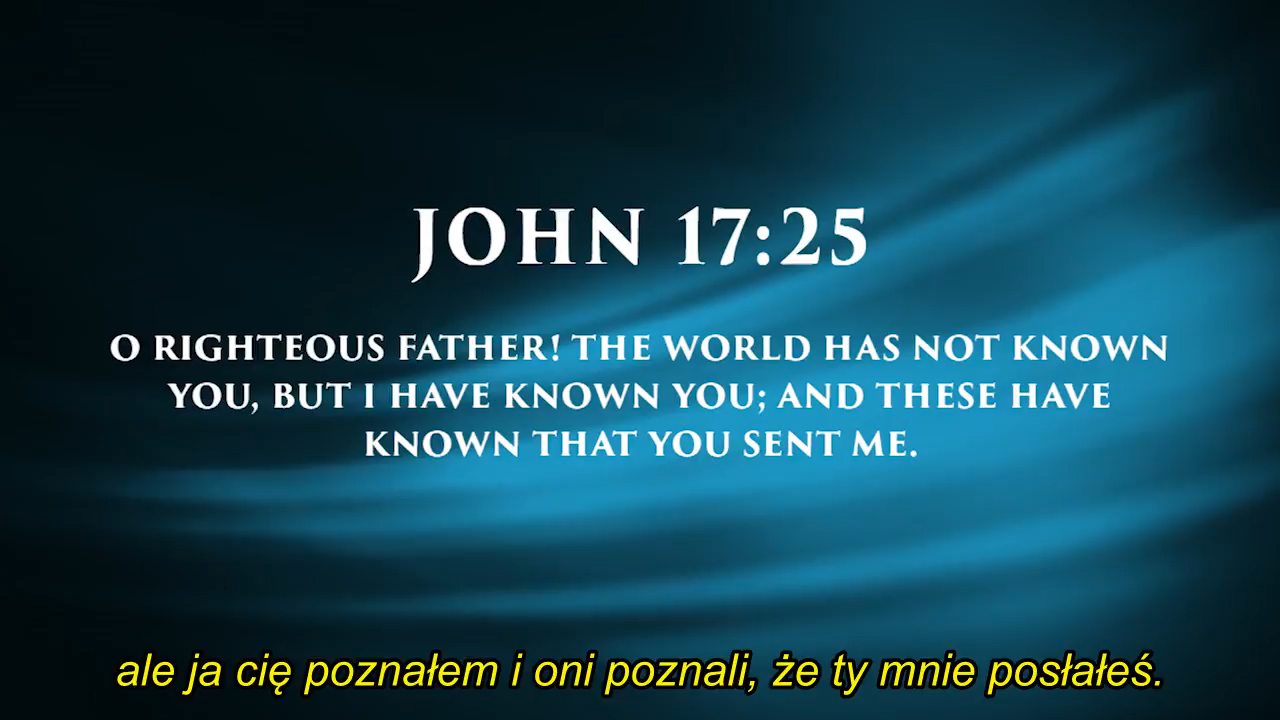 JOHN 17:25
O RIGHTEOUS FATHER! THE WORLD HAS NOT KNOWN
YOU, BUT I HAVE KNOWN YOU; AND THESE HAVE
KNOWN THAT YOU SENT ME.
ale ja cię poznałem i oni poznali, że ty mnie posłałeś.